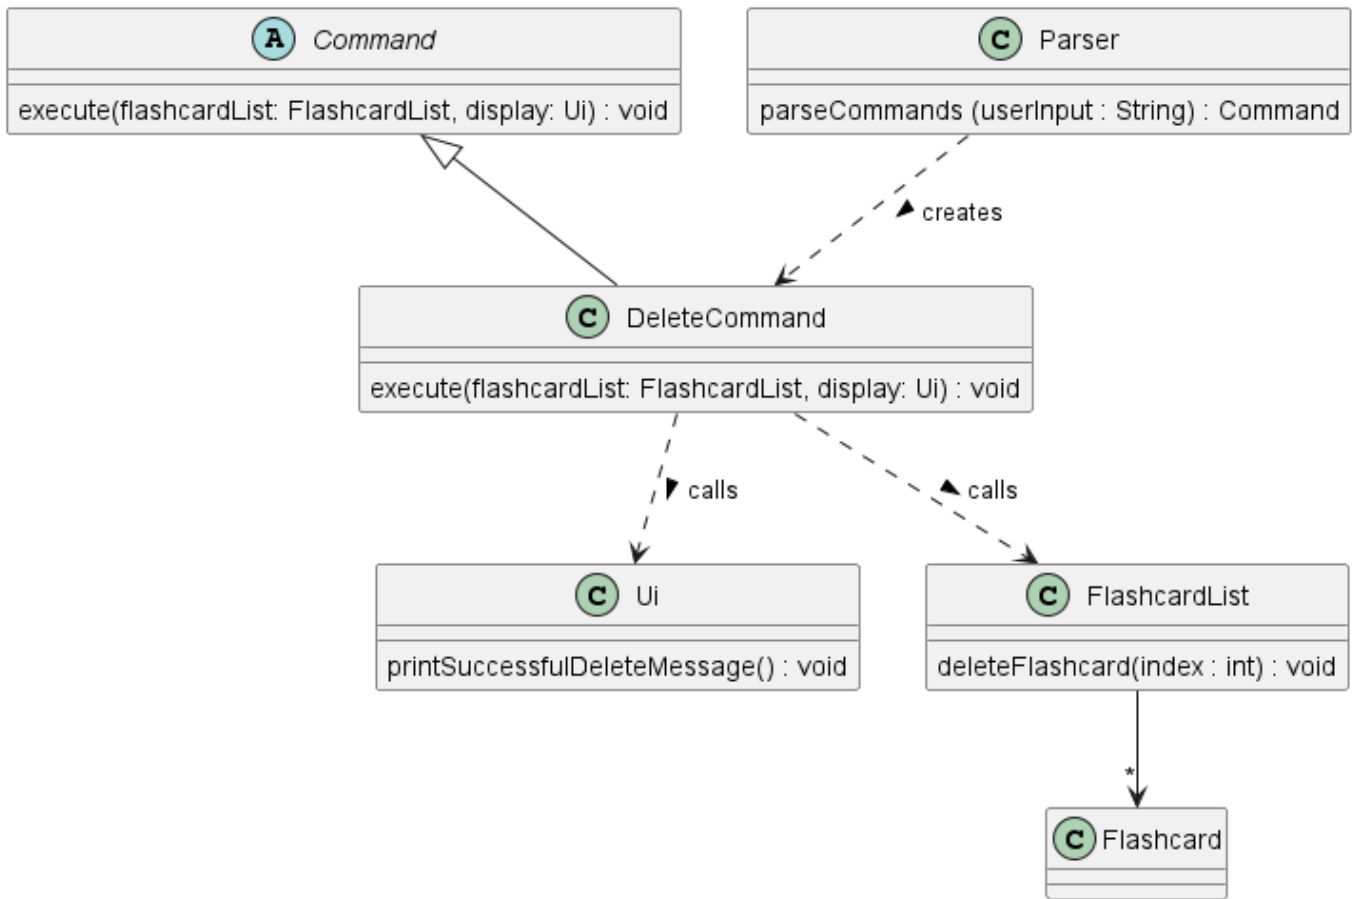 A Command
C Parser
execute(flashcardList: FlashcardList, display: Ui) : void
parseCommands (userInput : String) : Command
creates
C DeleteCommand
execute(flashcardList: FlashcardList, display: Ui) : void
calls
calls
C Ui
C FlashcardList
printSuccessfulDeleteMessage() : void
deleteFlashcard(index : int) : void
*
C Flashcard